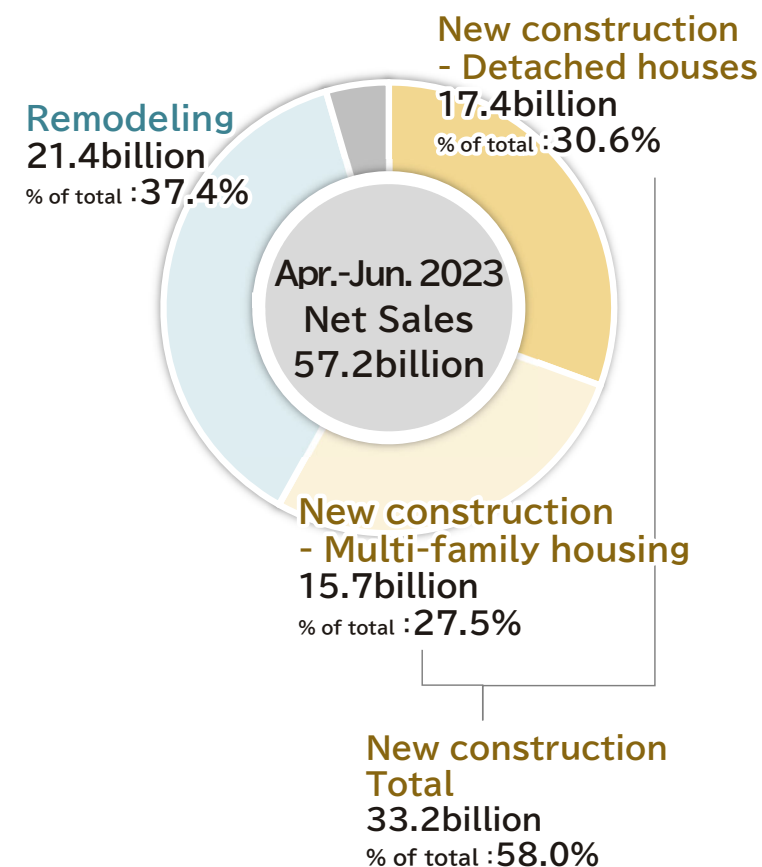 New construction
- Detached houses
17.4billion
% of total :30.6%
Remodeling
21.4billion
% of total :37.4%
Apr.-Jun. 2023
Net Sales
57.2billion
New construction
- Multi-family housing
15.7billion
% of total :27.5%
New construction
Total
33.2billion
% of total :58.0%